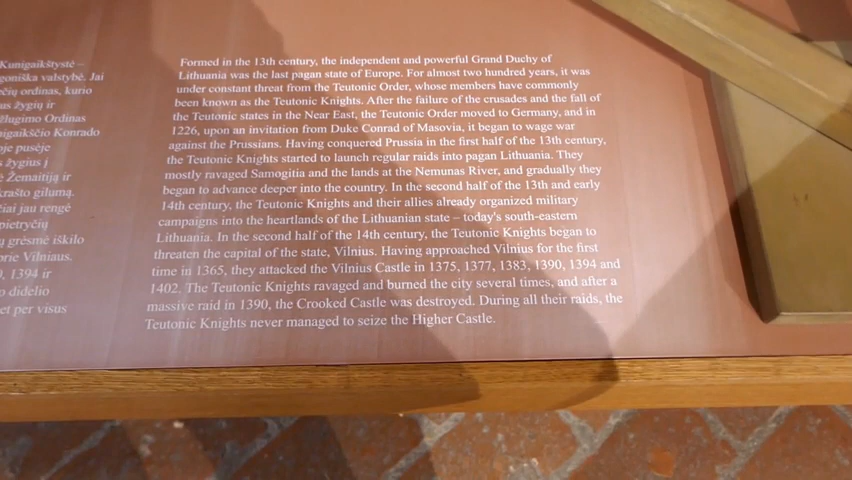 Kunigaikštystė –
goniška valstybė. Jai
ečių ordinas, kurio
us žygių ir
žlugimo Ordinas
nigaikščio Konrado
oje pusėje
s žygius į
ė Žemaitiją ir
krašto gilumą.
čiai jau rengė
pietryčių
ų grėsmė iškilo
orie Vilniaus.
0, 1394 ir
o didelio
et per visus
Formed in the 13th century, the independent and powerful Grand Duchy of
Lithuania was the last pagan state of Europe. For almost two hundred years, it was
under constant threat from the Teutonic Order, whose members have commonly
been known as the Teutonic Knights. After the failure of the crusades and the fall of
the Teutonic states in the Near East, the Teutonic Order moved to Germany, and in
1226, upon an invitation from Duke Conrad of Masovia, it began to wage war
against the Prussians. Having conquered Prussia in the first half of the 13th century,
the Teutonic Knights started to launch regular raids into pagan Lithuania. They
mostly ravaged Samogitia and the lands at the Nemunas River, and gradually they
began to advance deeper into the country. In the second half of the 13th and early
14th century, the Teutonic Knights and their allies already organized military
campaigns into the heartlands of the Lithuanian state – today's south-eastern
Lithuania. In the second half of the 14th century, the Teutonic Knights began to
threaten the capital of the state, Vilnius. Having approached Vilnius for the first
time in 1365, they attacked the Vilnius Castle in 1375, 1377, 1383, 1390, 1394 and
1402. The Teutonic Knights ravaged and burned the city several times, and after a
massive raid in 1390, the Crooked Castle was destroyed. During all their raids, the
Teutonic Knights never managed to seize the Higher Castle.